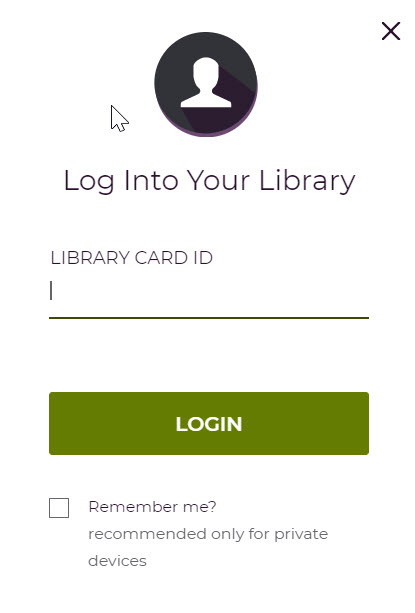 Log Into Your Library
LIBRARY CARD ID
LOGIN
Remember me?
recommended only for private
devices